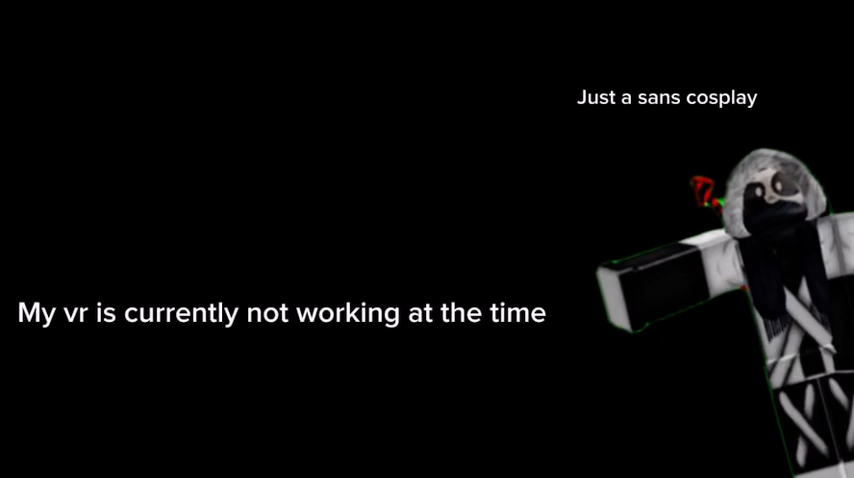 Just a sans cosplay
My vr is currently not working at the time